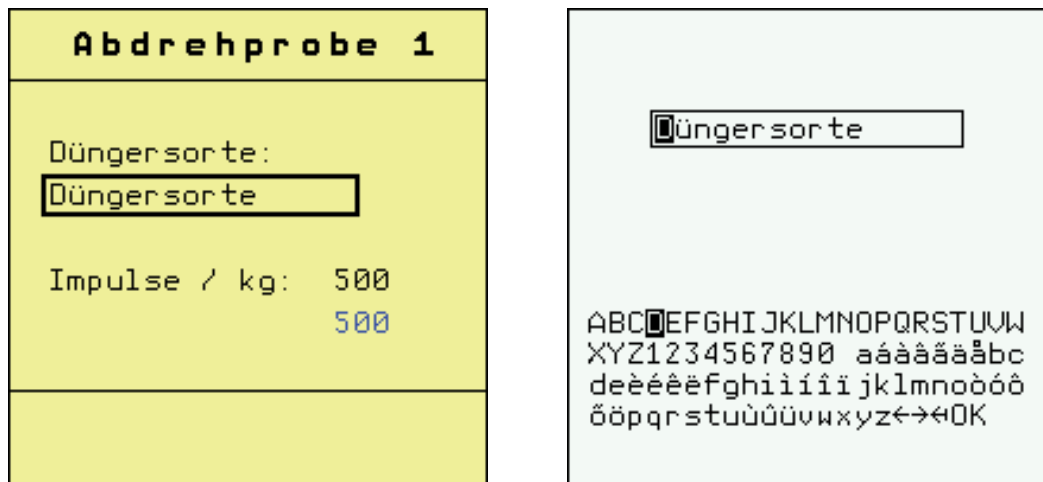 Abdrehprobe 1
Düngersorte:
Düngersorte
Impulse / kg: 500
500
Düngersorte
ABCDEFGHIJKLMNOPQRSTUVW
XYZ1234567890 aáàâãäåbc
deèéêëfghiìíîïjklmnoòóô
õöpqrstuùûüvwxyz←→↵OK